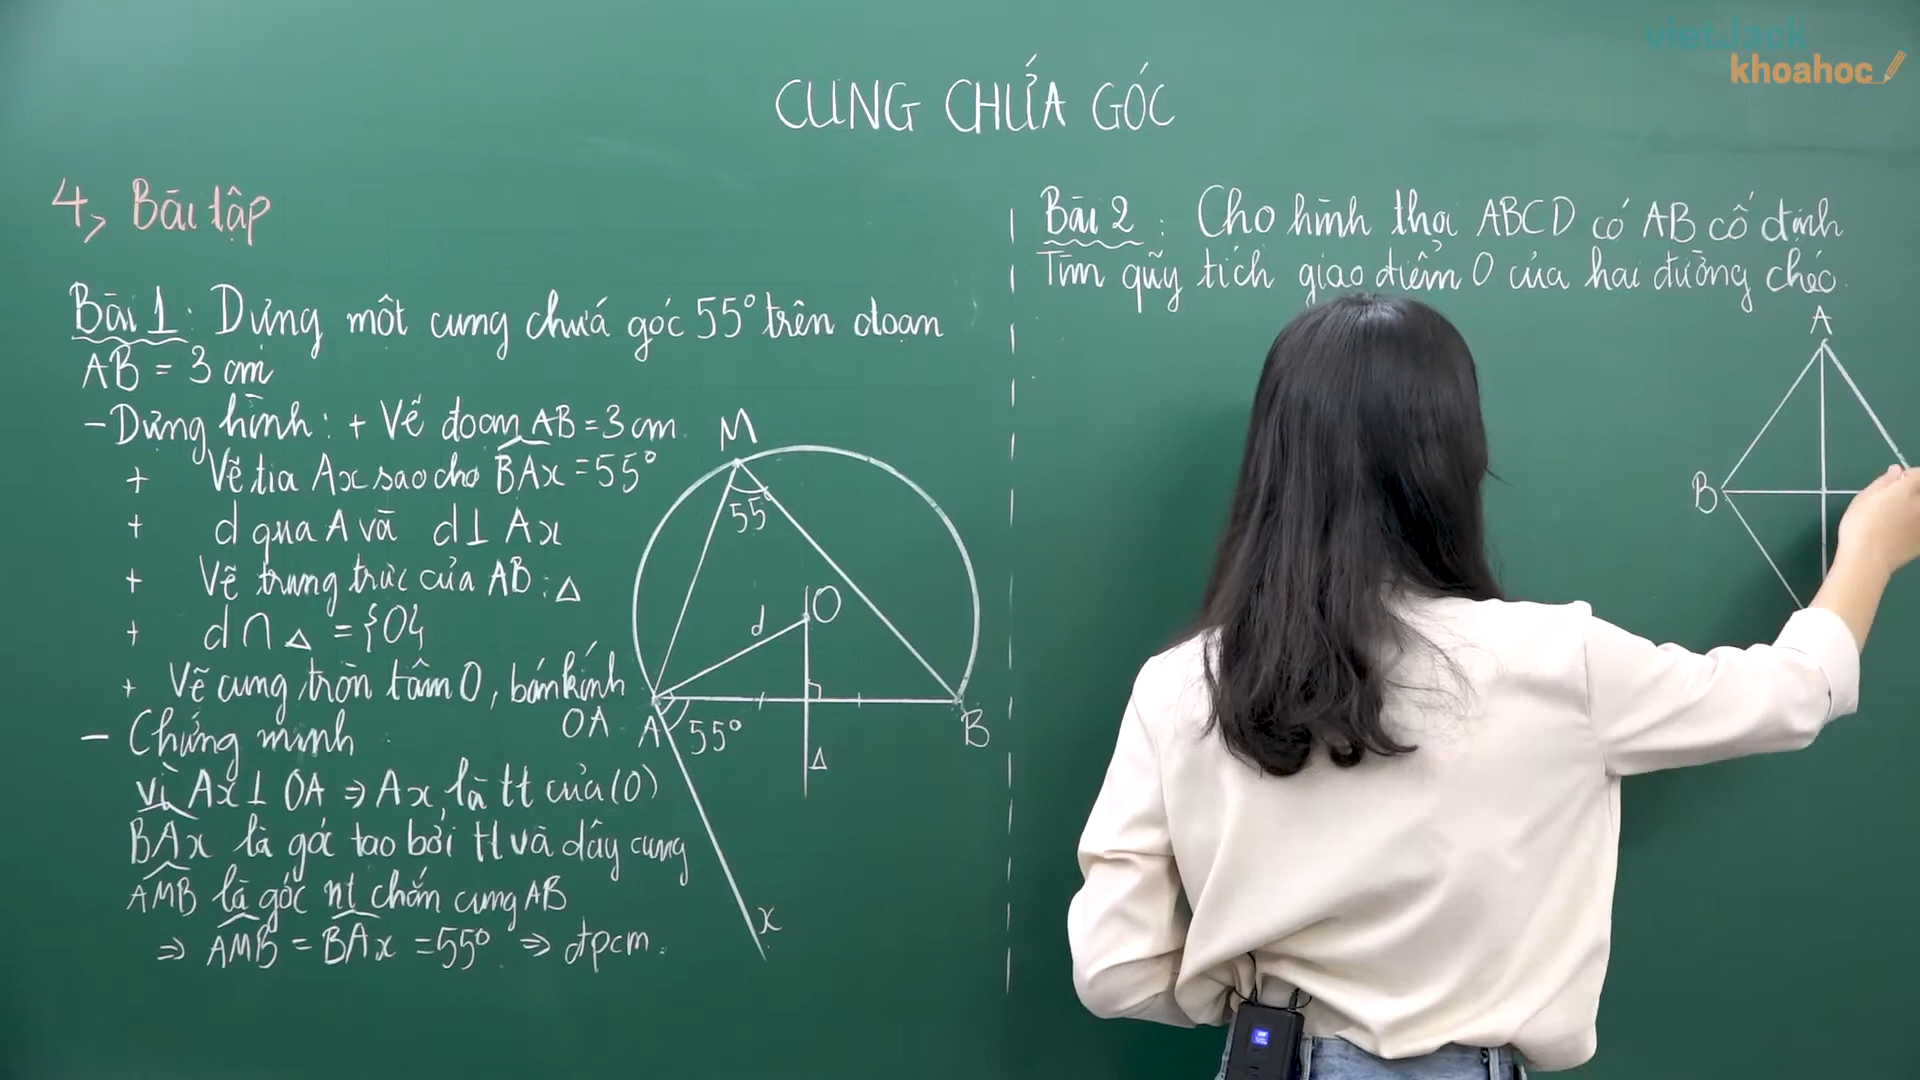 vietJack
khoahoc
CUNG CHỨA GÓC
4, Bài tập
Bài 1: Dựng một cung chứa góc 55° trên đoạn
AB = 3 cm
- Dựng hình: + Vẽ đoạn AB = 3 cm
+ Vẽ tia Ax sao cho BAx = 55°
+ d qua A và d ⊥ Ax
+ Vẽ trung trực của AB: Δ
+ d ∩ Δ = {O}
+ Vẽ cung tròn tâm O, bán kính
OA
- Chứng minh
vì Ax ⊥ OA ⇒ Ax là tt của (O)
BAx là góc tạo bởi tt và dây cung
AMB là góc nt chắn cung AB
⇒ AMB = BAx = 55° ⇒ đpcm.
M
55°
d
O
A
55°
B
Δ
x
Bài 2: Cho hình thoi ABCD có AB cố định
Tìm quỹ tích giao điểm O của hai đường chéo.
A
B